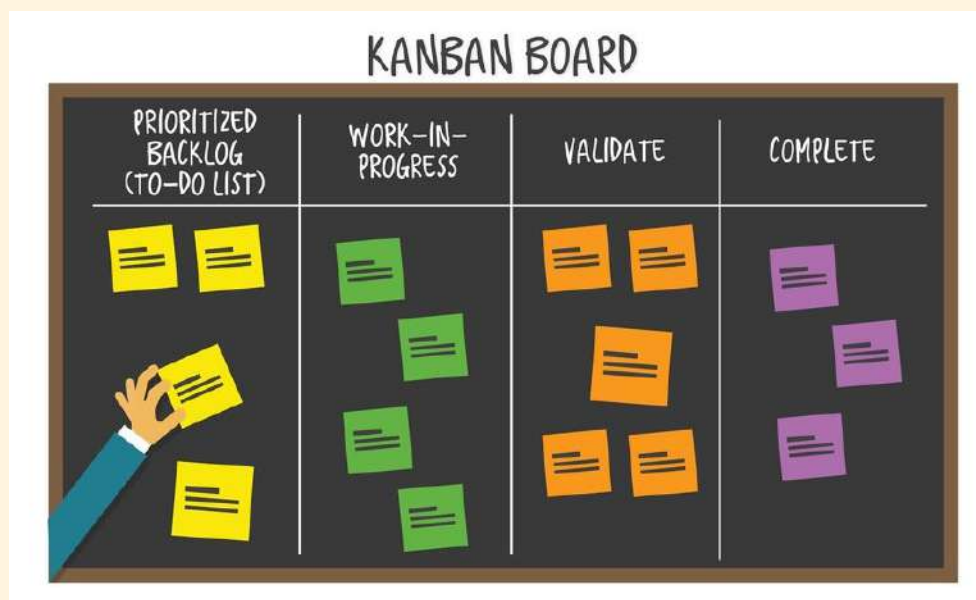 KANBAN BOARD
PRIORITIZED
BACKLOG
(TO-DO LIST)
WORK-IN-
PROGRESS
VALIDATE
COMPLETE